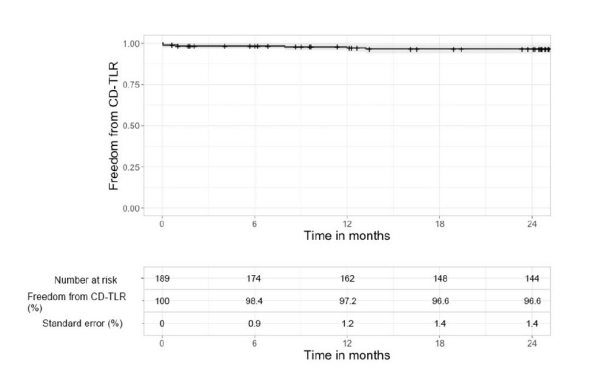 Freedom from CD-TLR
1.00
0.75
0.50
0.25
0.00
0 6 12 18 24
Time in months
Number at risk 189 174 162 148 144
Freedom from CD-TLR
(%) 100 98.4 97.2 96.6 96.6
Standard error (%) 0 0.9 1.2 1.4 1.4
0 6 12 18 24
Time in months